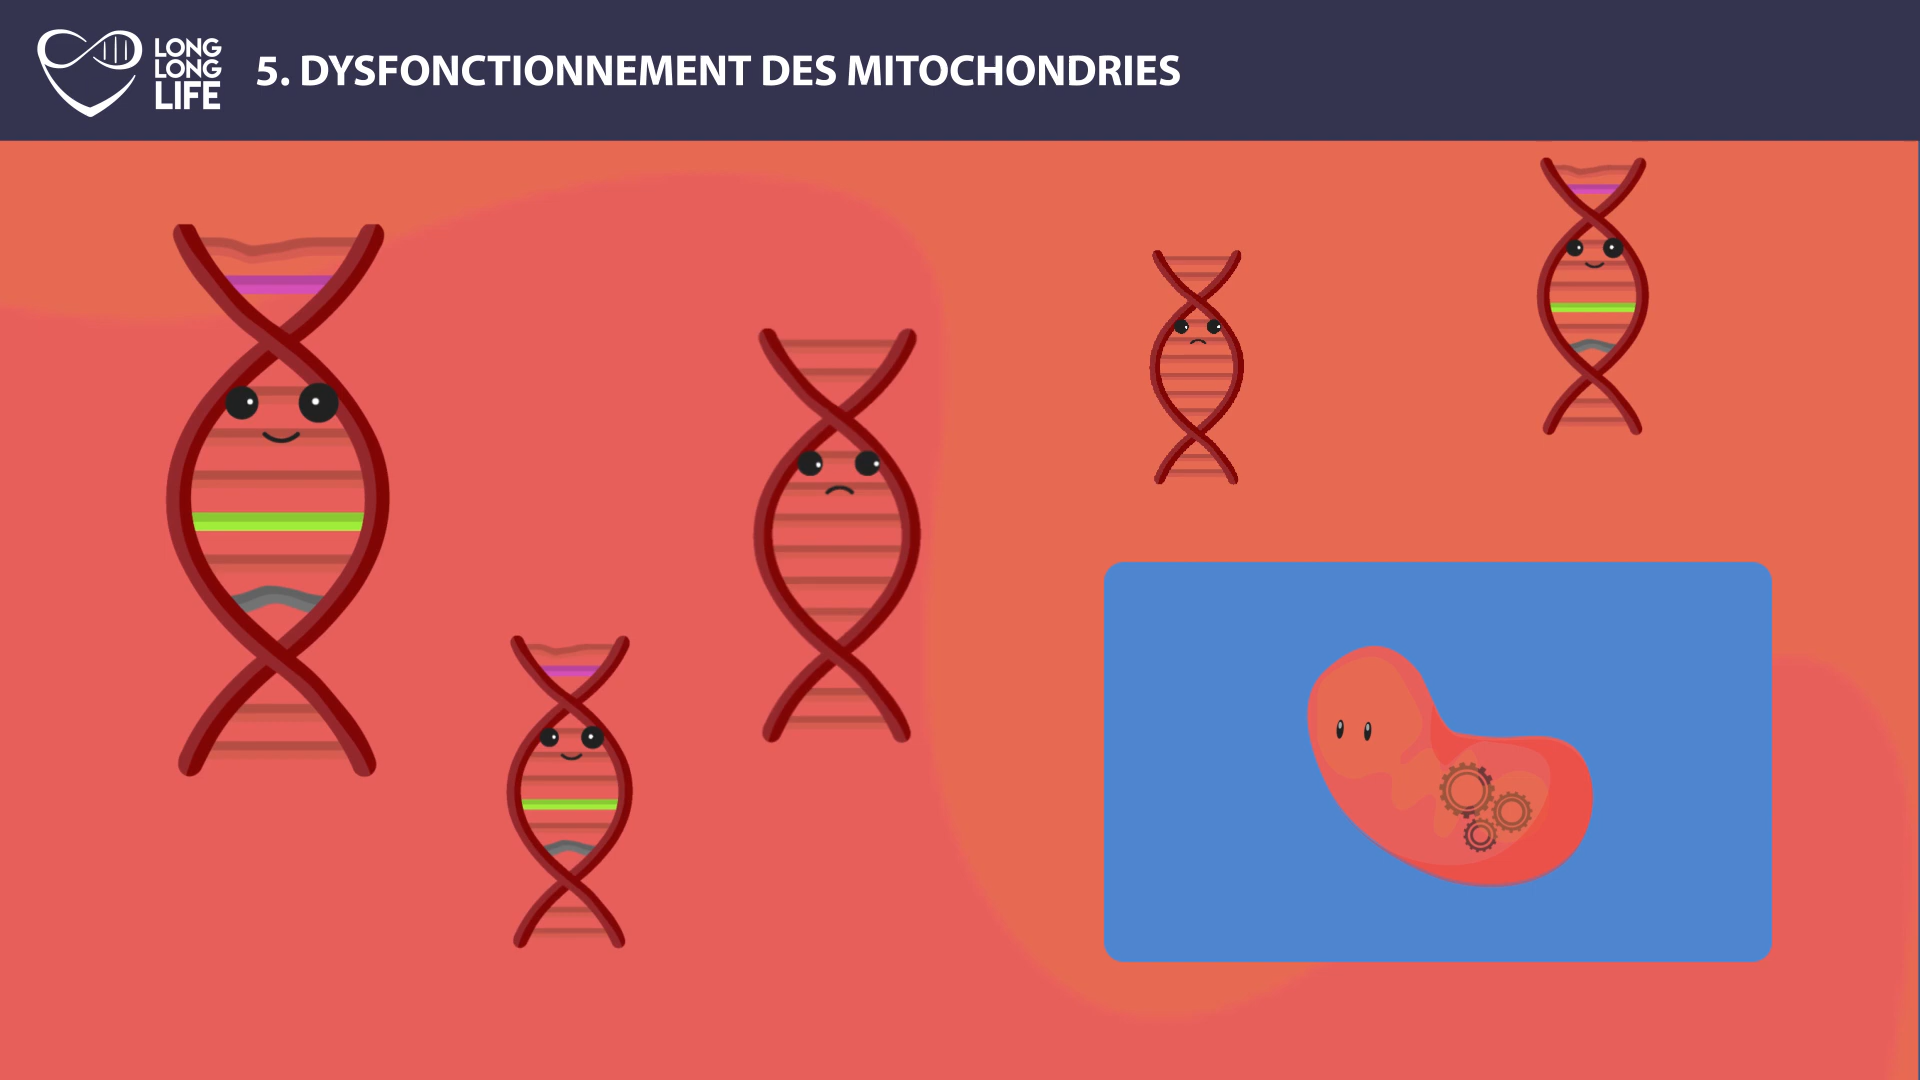 LONG
LONG
LIFE
5. DYSFONCTIONNEMENT DES MITOCHONDRIES